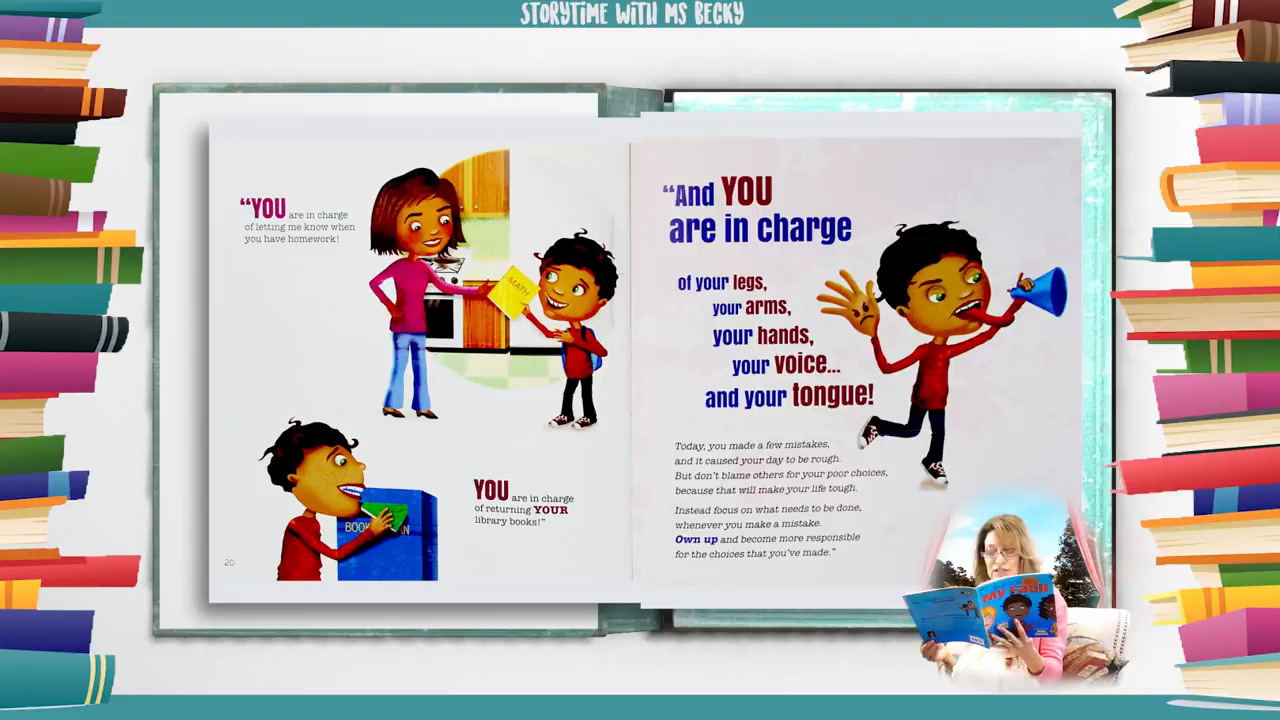 STORYTIME WITH MS BECKY
"YOU are in charge
of letting me know when
you have homework!
MATH
BOOK
YOU are in charge
of returning YOUR
library books!"
20
"And YOU
are in charge
of your legs,
your arms,
your hands,
your voice...
and your tongue!
Today, you made a few mistakes,
and it caused your day to be rough.
But don't blame others for your poor choices,
because that will make your life tough.
Instead focus on what needs to be done,
whenever you make a mistake.
Own up and become more responsible
for the choices that you've made."
My Fault